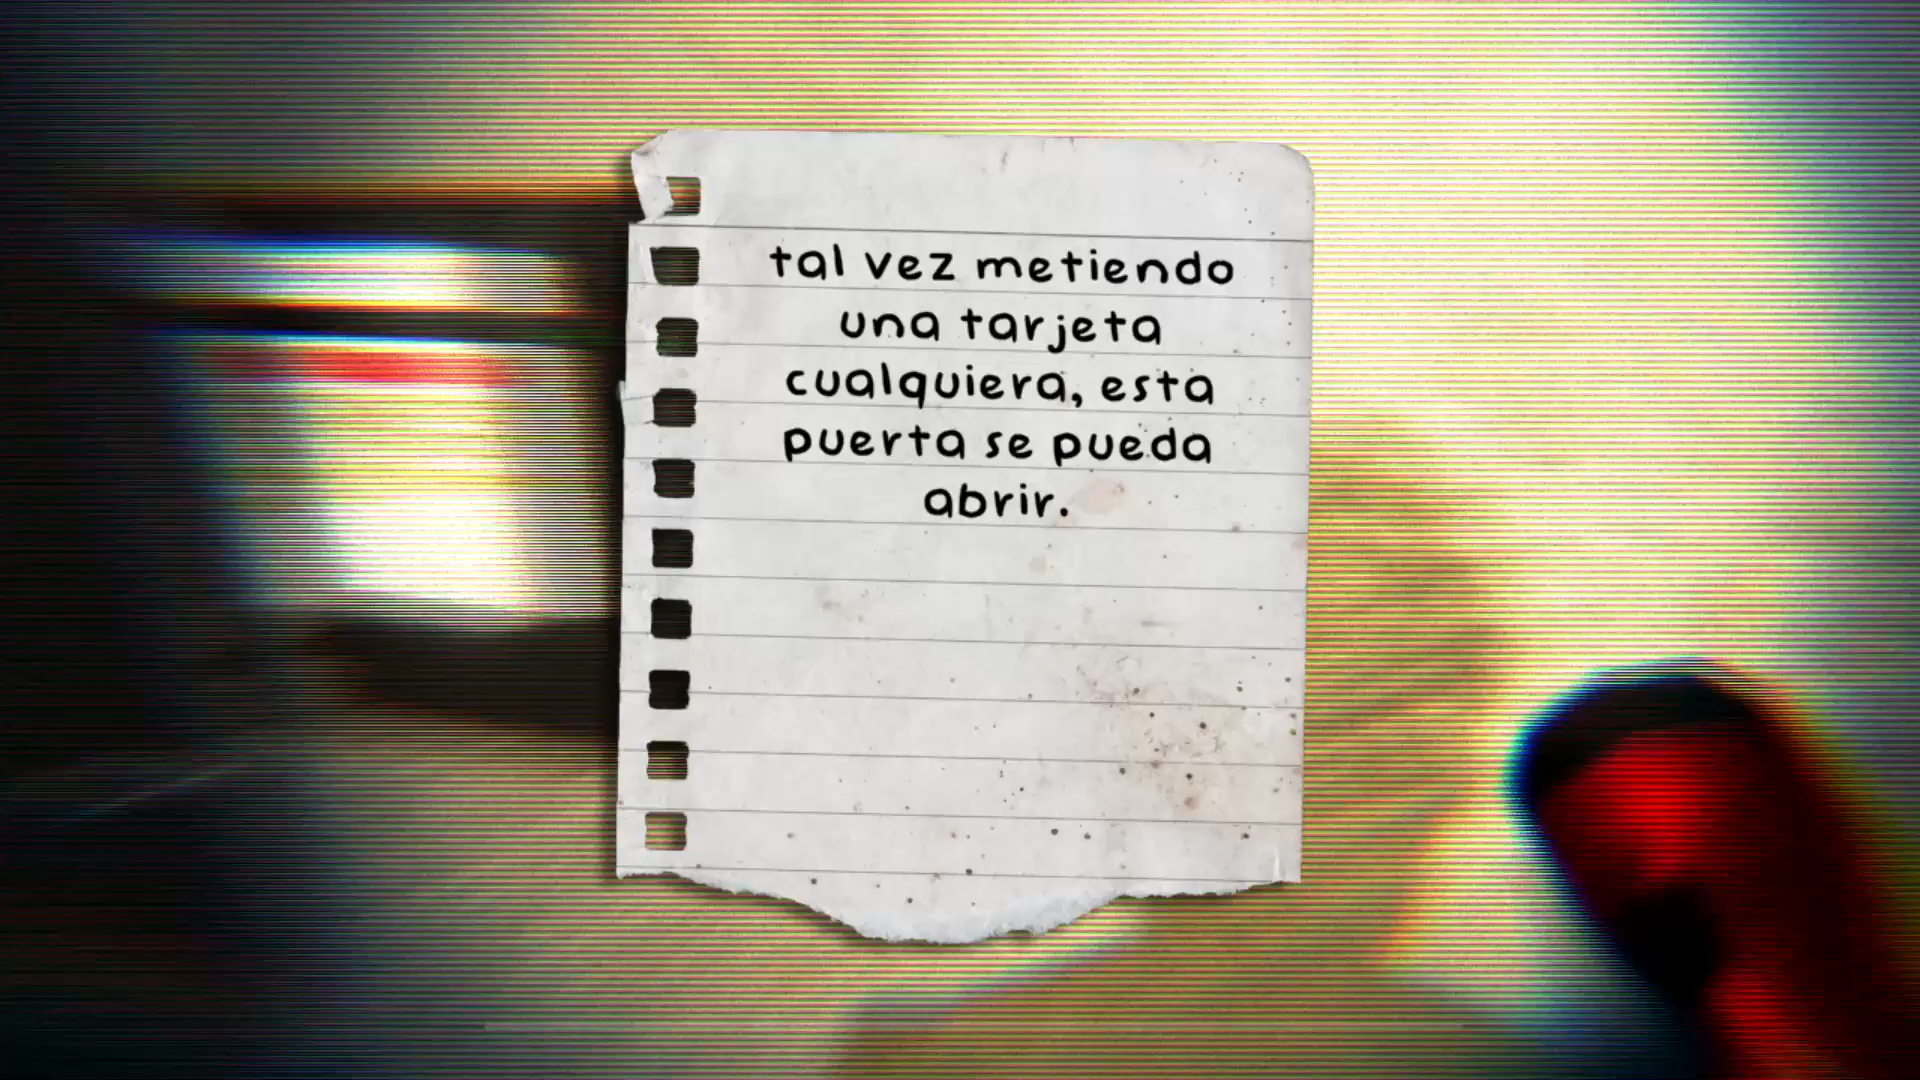 tal vez metiendo
una tarjeta
cualquiera, esta
puerta se pueda
abrir.